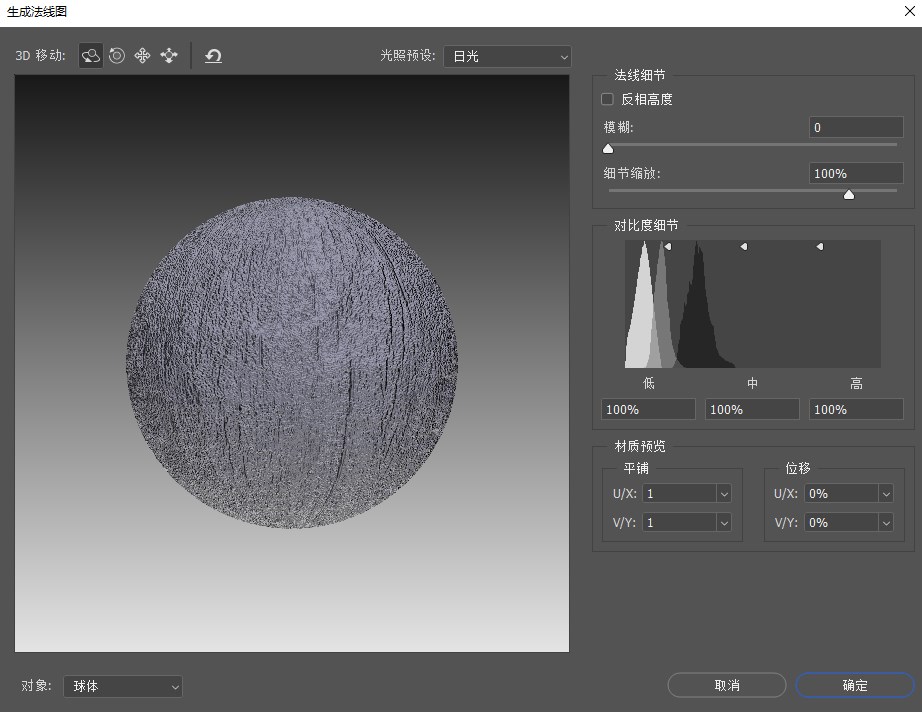 生成法线图
3D 移动:
光照预设: 日光
法线细节
反相高度
模糊: 0
细节缩放: 100%
对比度细节
低 中 高
100% 100% 100%
材质预览
平铺 位移
U/X: 1 U/X: 0%
V/Y: 1 V/Y: 0%
对象: 球体
取消 确定